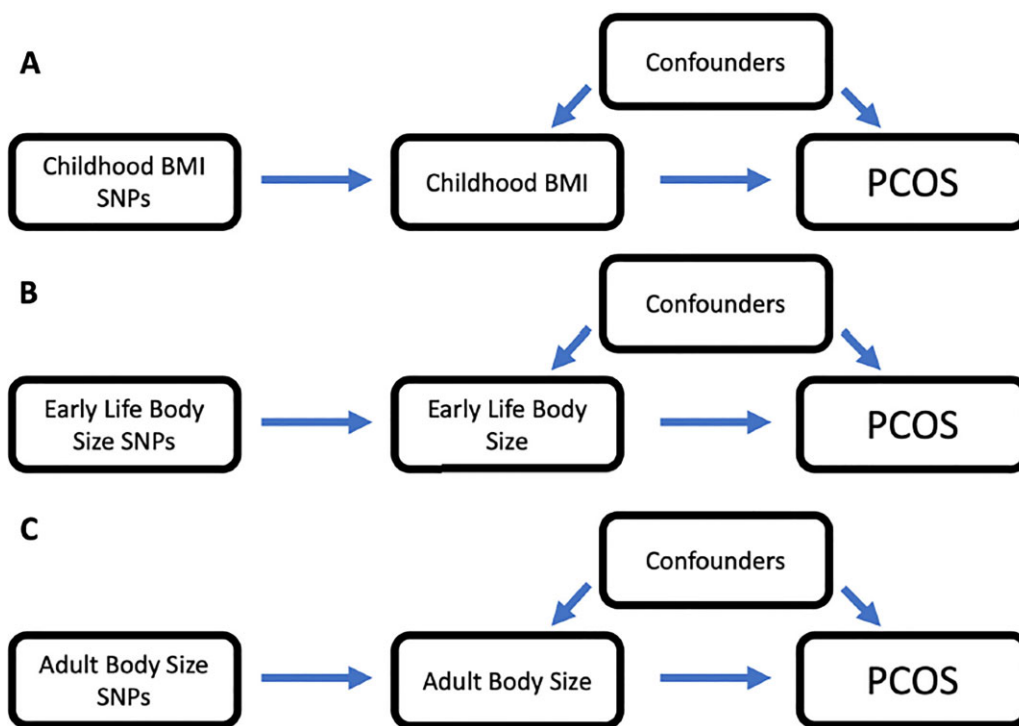 A
Confounders
Childhood BMI
SNPs
Childhood BMI
PCOS
B
Confounders
Early Life Body
Size SNPs
Early Life Body
Size
PCOS
C
Confounders
Adult Body Size
SNPs
Adult Body Size
PCOS